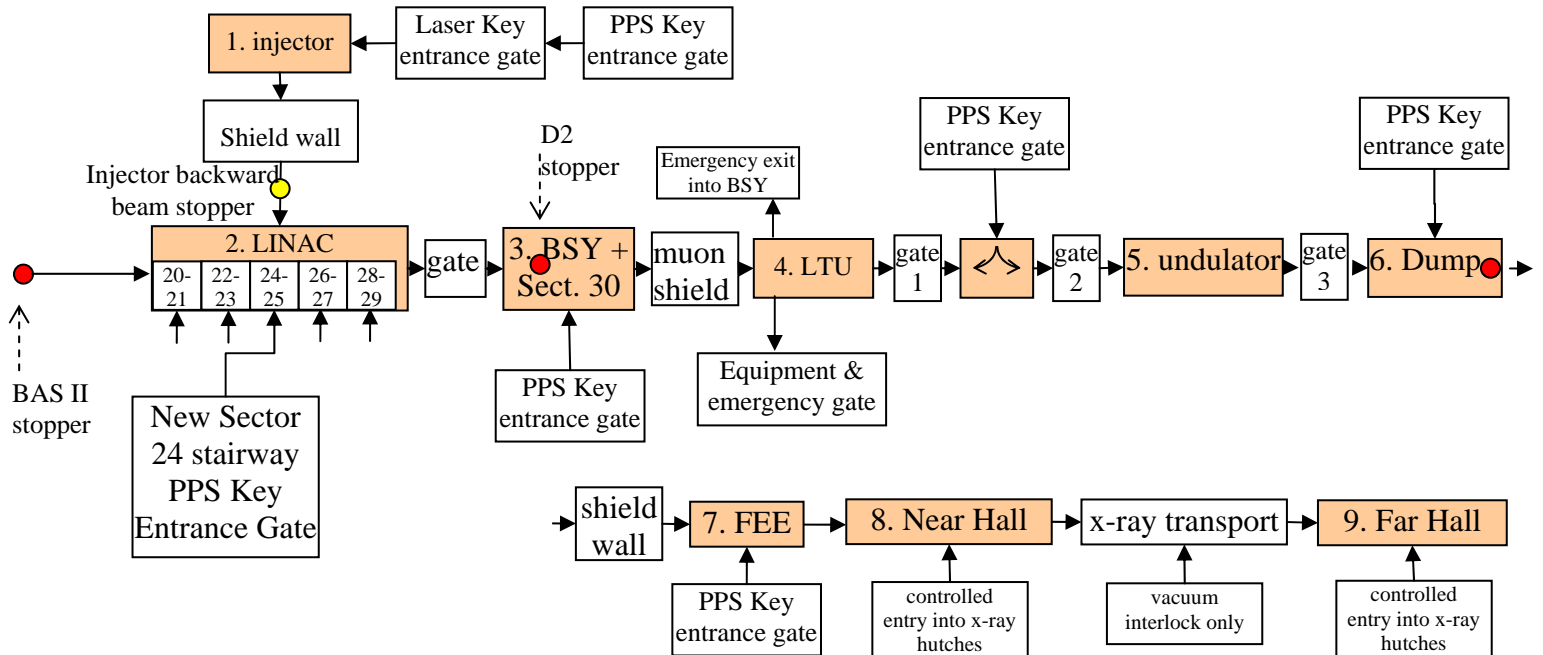 1. injector
Laser Key
entrance gate
PPS Key
entrance gate
Shield wall
Injector backward
beam stopper
D2
stopper
Emergency exit
into BSY
PPS Key
entrance gate
PPS Key
entrance gate
2. LINAC
20-
21
22-
23
24-
25
26-
27
28-
29
gate
3. BSY +
Sect. 30
muon
shield
4. LTU
gate
1
gate
2
5. undulator
gate
3
6. Dump
BAS II
stopper
New Sector
24 stairway
PPS Key
Entrance Gate
PPS Key
entrance gate
Equipment &
emergency gate
shield
wall
7. FEE
8. Near Hall
x-ray transport
9. Far Hall
PPS Key
entrance gate
controlled
entry into x-ray
hutches
vacuum
interlock only
controlled
entry into x-ray
hutches